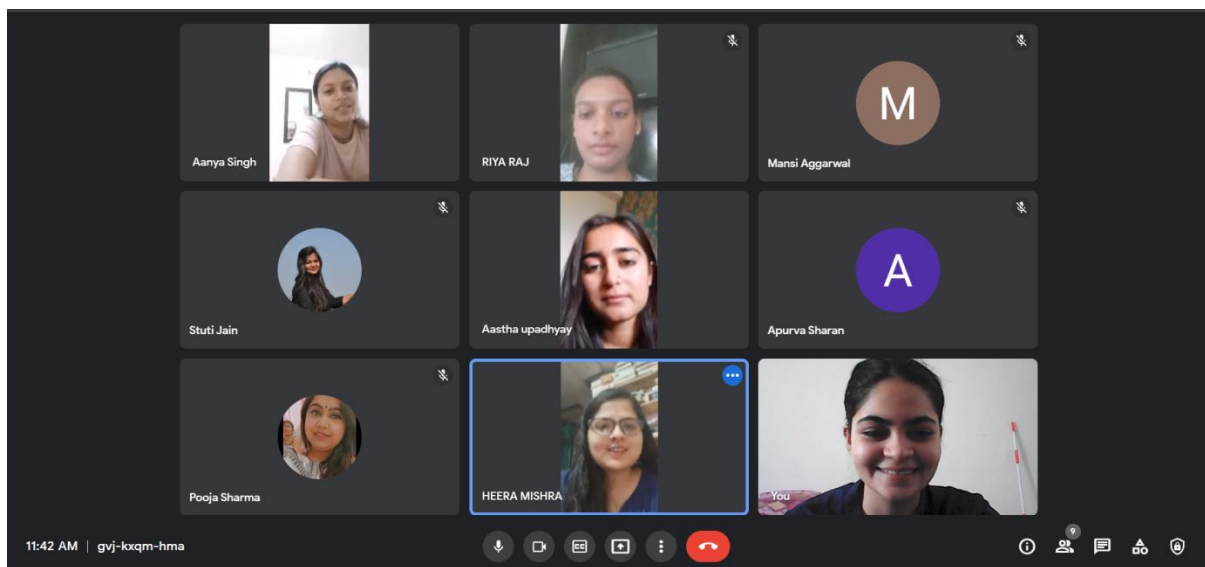 Aanya Singh
RIYA RAJ
M
Mansi Aggarwal
Stuti Jain
Aastha upadhyay
A
Apurva Sharan
Pooja Sharma
HEERA MISHRA
You
11:42 AM | gvj-kxqm-hma
CC
9